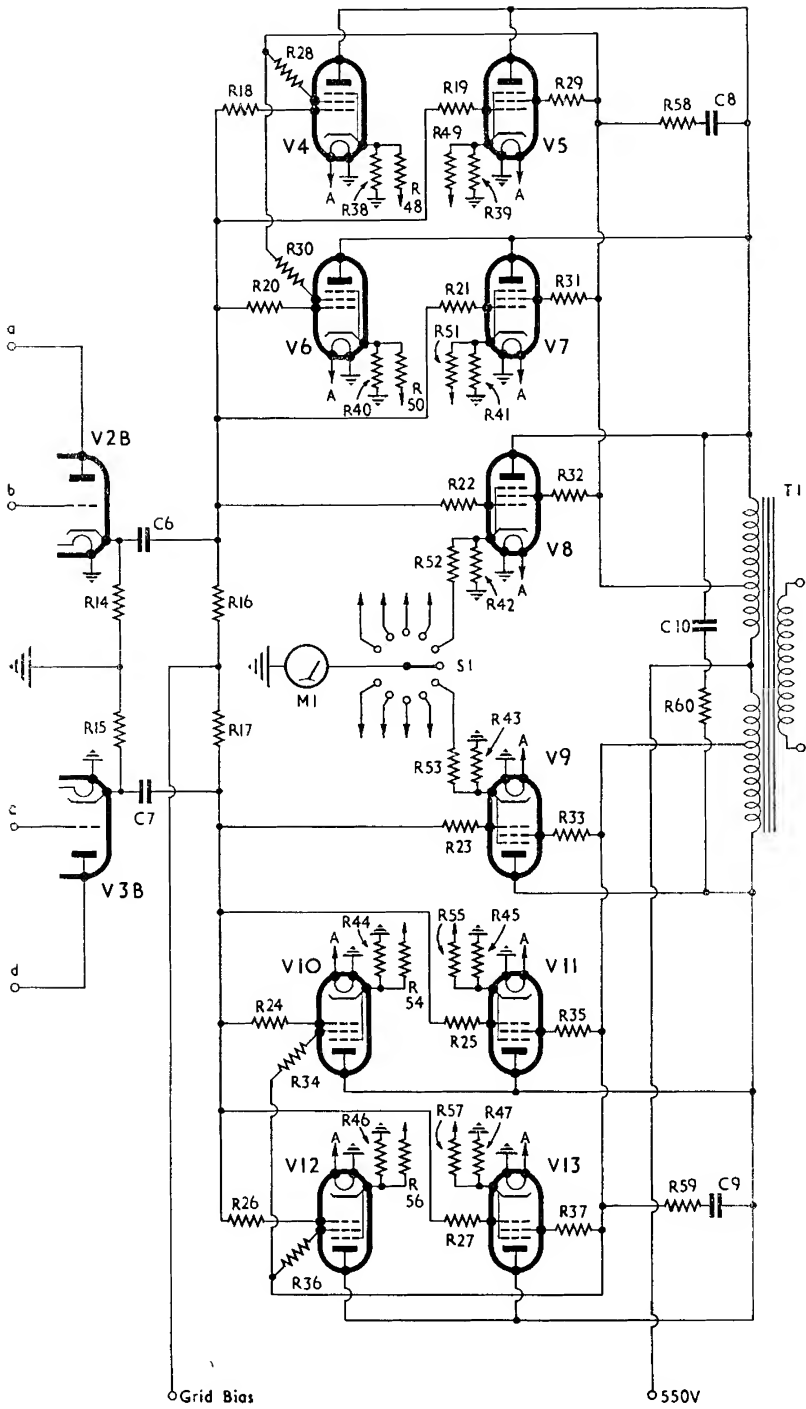 R28
R18
R19
R29
R58
C8
V4
R49
V5
A
R38
R
48
A
R39
R30
R20
R21
R31
a
R51
V6
V7
A
R40
R
50
A
R41
V2B
b
C6
R22
R32
T1
V8
R52
A
R42
R14
R16
C10
S1
M1
R60
R15
R17
R43
R53
V9
A
c
C7
R23
R33
V3B
R44
R55
R45
d
V10
A
R
54
A
V11
R24
R25
R35
R34
R46
R57
R47
V12
A
R
56
A
V13
R59
C9
R26
R27
R37
R36
Grid Bias
550V